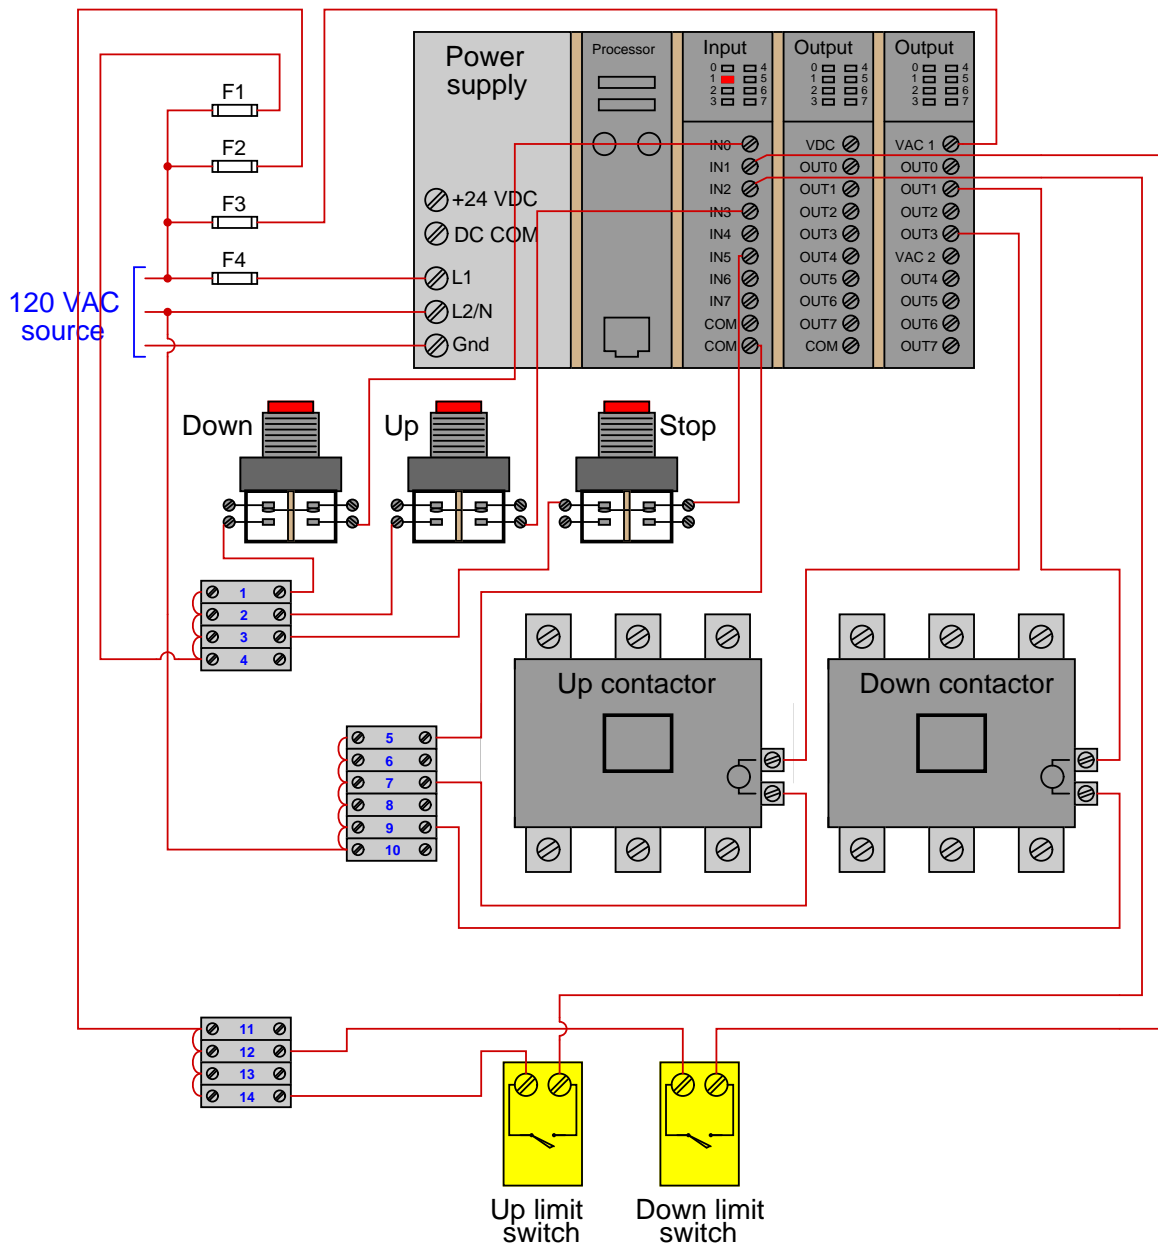 F1
F2
F3
F4
120 VAC
source
Power
supply
+24 VDC
DC COM
L1
L2/N
Gnd
Processor
Input
0 4
1 5
2 6
3 7
IN0
IN1
IN2
IN3
IN4
IN5
IN6
IN7
COM
COM
Output
0 4
1 5
2 6
3 7
VDC
OUT0
OUT1
OUT2
OUT3
OUT4
OUT5
OUT6
OUT7
COM
Output
0 4
1 5
2 6
3 7
VAC 1
OUT0
OUT1
OUT2
OUT3
VAC 2
OUT4
OUT5
OUT6
OUT7
Down
Up
Stop
1
2
3
4
5
6
7
8
9
10
Up contactor
Down contactor
11
12
13
14
Up limit
switch
Down limit
switch